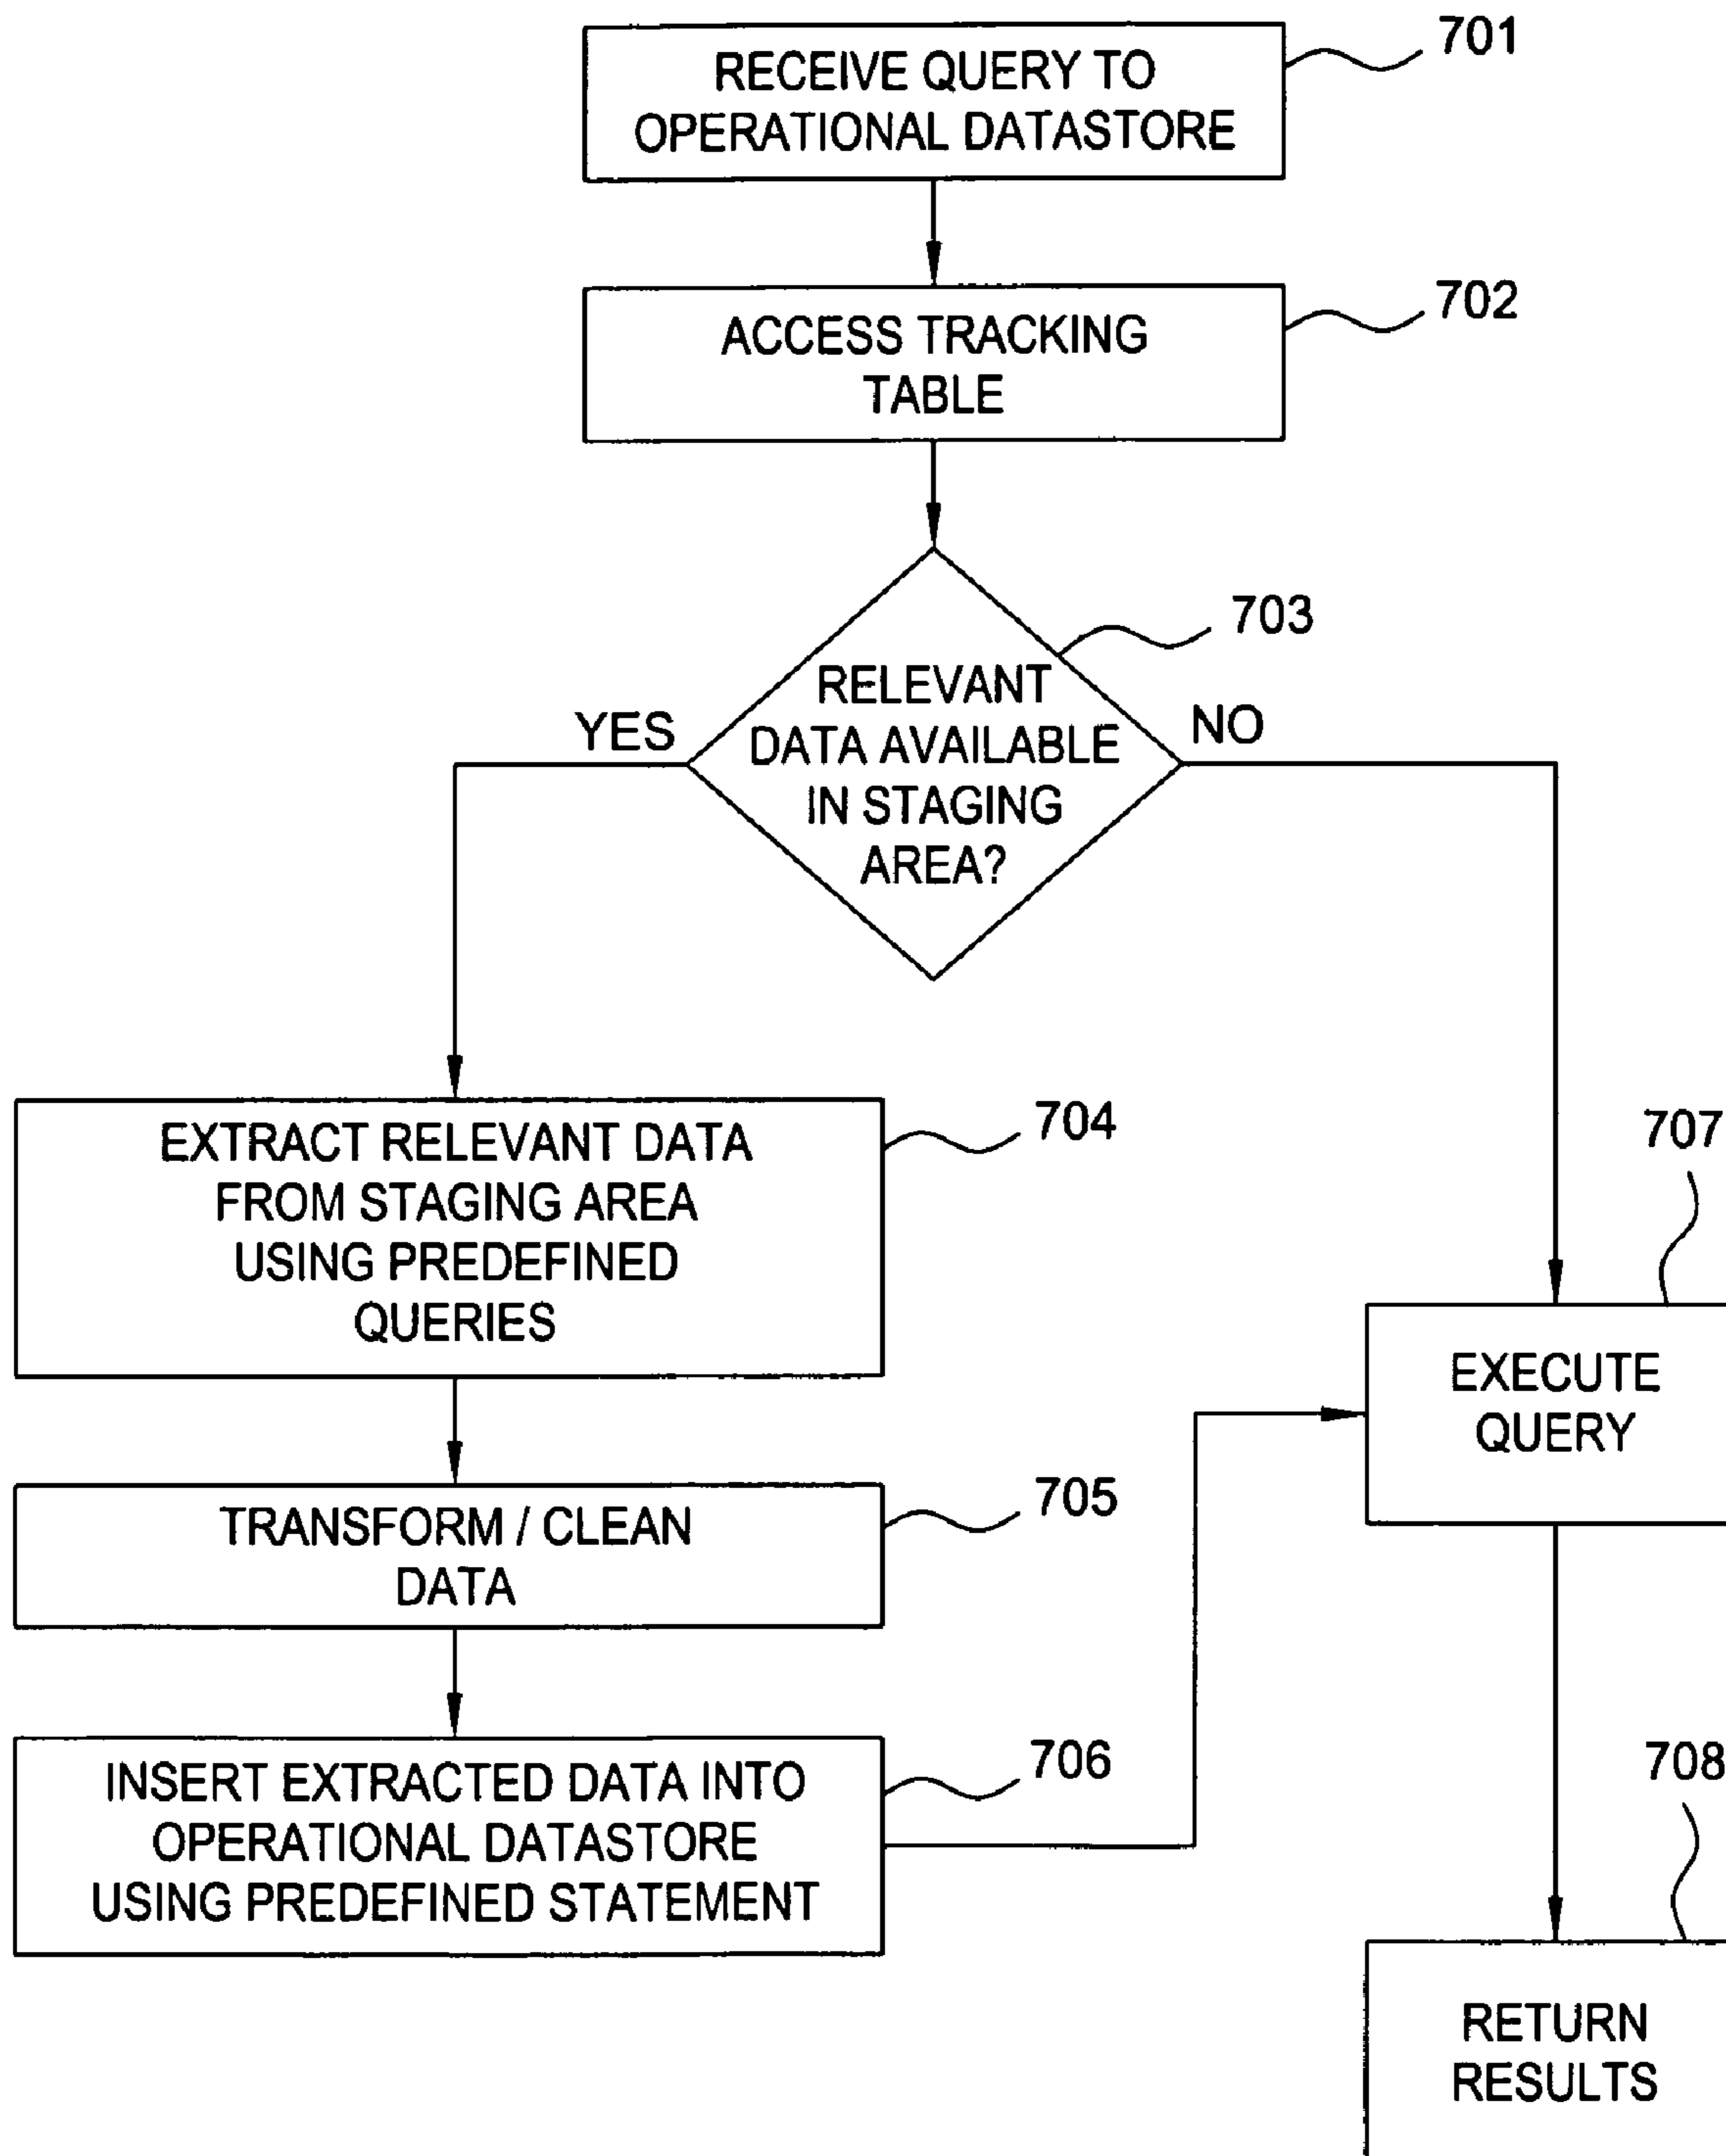 RECEIVE QUERY TO
OPERATIONAL DATASTORE
701
ACCESS TRACKING
TABLE
702
703
RELEVANT
DATA AVAILABLE
IN STAGING
AREA?
YES
NO
EXTRACT RELEVANT DATA
FROM STAGING AREA
USING PREDEFINED
QUERIES
704
707
EXECUTE
QUERY
TRANSFORM / CLEAN
DATA
705
INSERT EXTRACTED DATA INTO
OPERATIONAL DATASTORE
USING PREDEFINED STATEMENT
706
708
RETURN
RESULTS